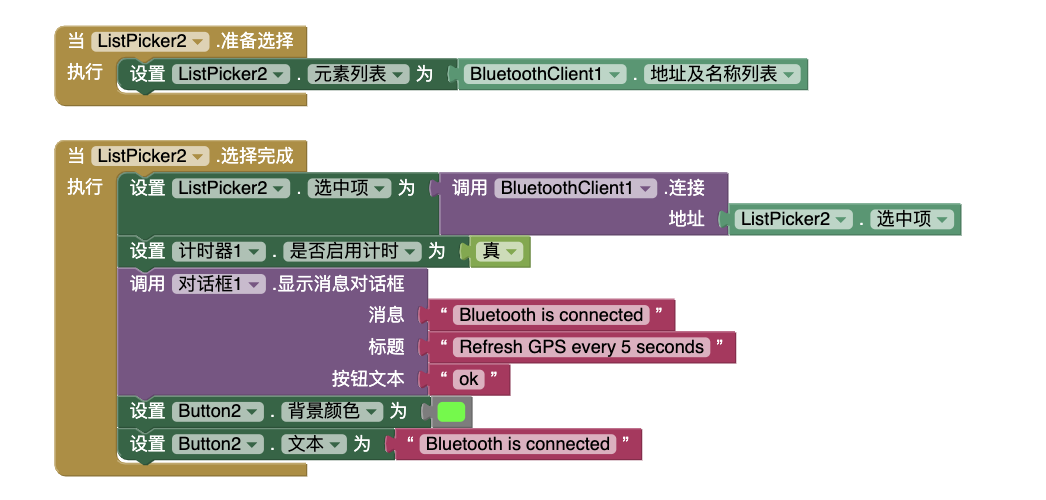 当 ListPicker2 .准备选择
执行 设置 ListPicker2 . 元素列表 为 BluetoothClient1 . 地址及名称列表
当 ListPicker2 .选择完成
执行 设置 ListPicker2 . 选中项 为 调用 BluetoothClient1 .连接
地址 ListPicker2 . 选中项
设置 计时器1 . 是否启用计时 为 真
调用 对话框1 .显示消息对话框
消息 “ Bluetooth is connected ”
标题 “ Refresh GPS every 5 seconds ”
按钮文本 “ ok ”
设置 Button2 . 背景颜色 为
设置 Button2 . 文本 为 “ Bluetooth is connected ”